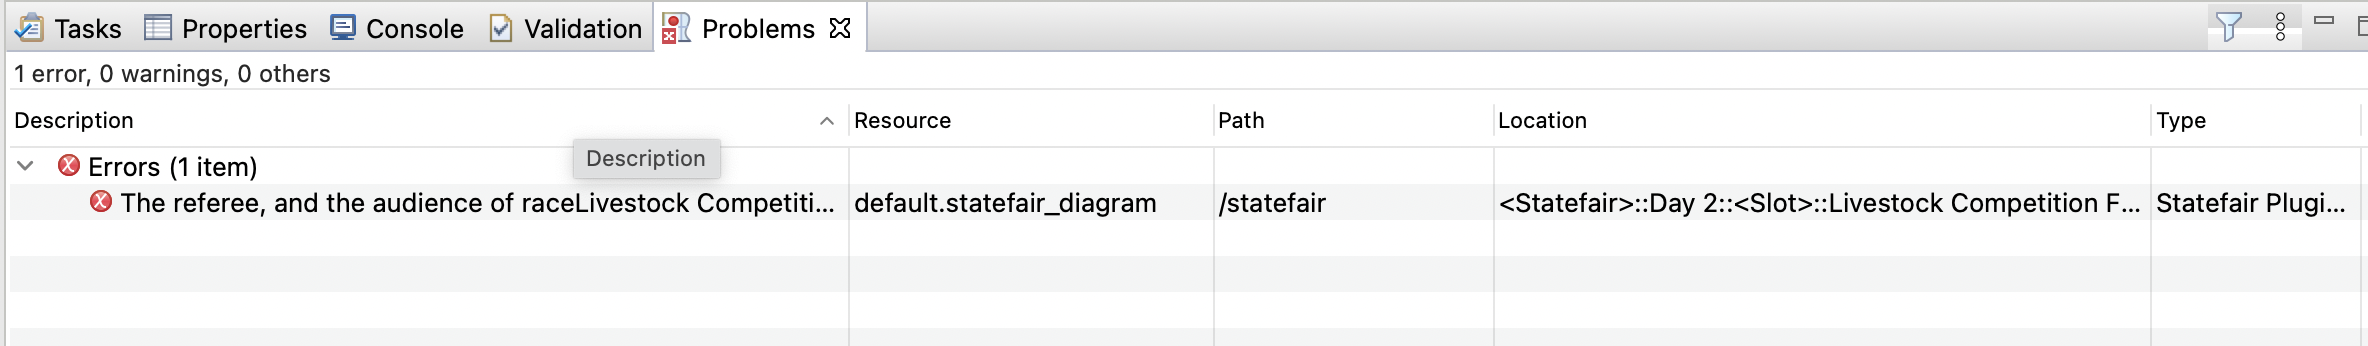 Tasks Properties Console Validation Problems
1 error, 0 warnings, 0 others
Description Resource Path Location Type
Errors (1 item)
Description
The referee, and the audience of raceLivestock Competiti... default.statefair_diagram /statefair <Statefair>::Day 2::<Slot>::Livestock Competition F... Statefair Plugi...